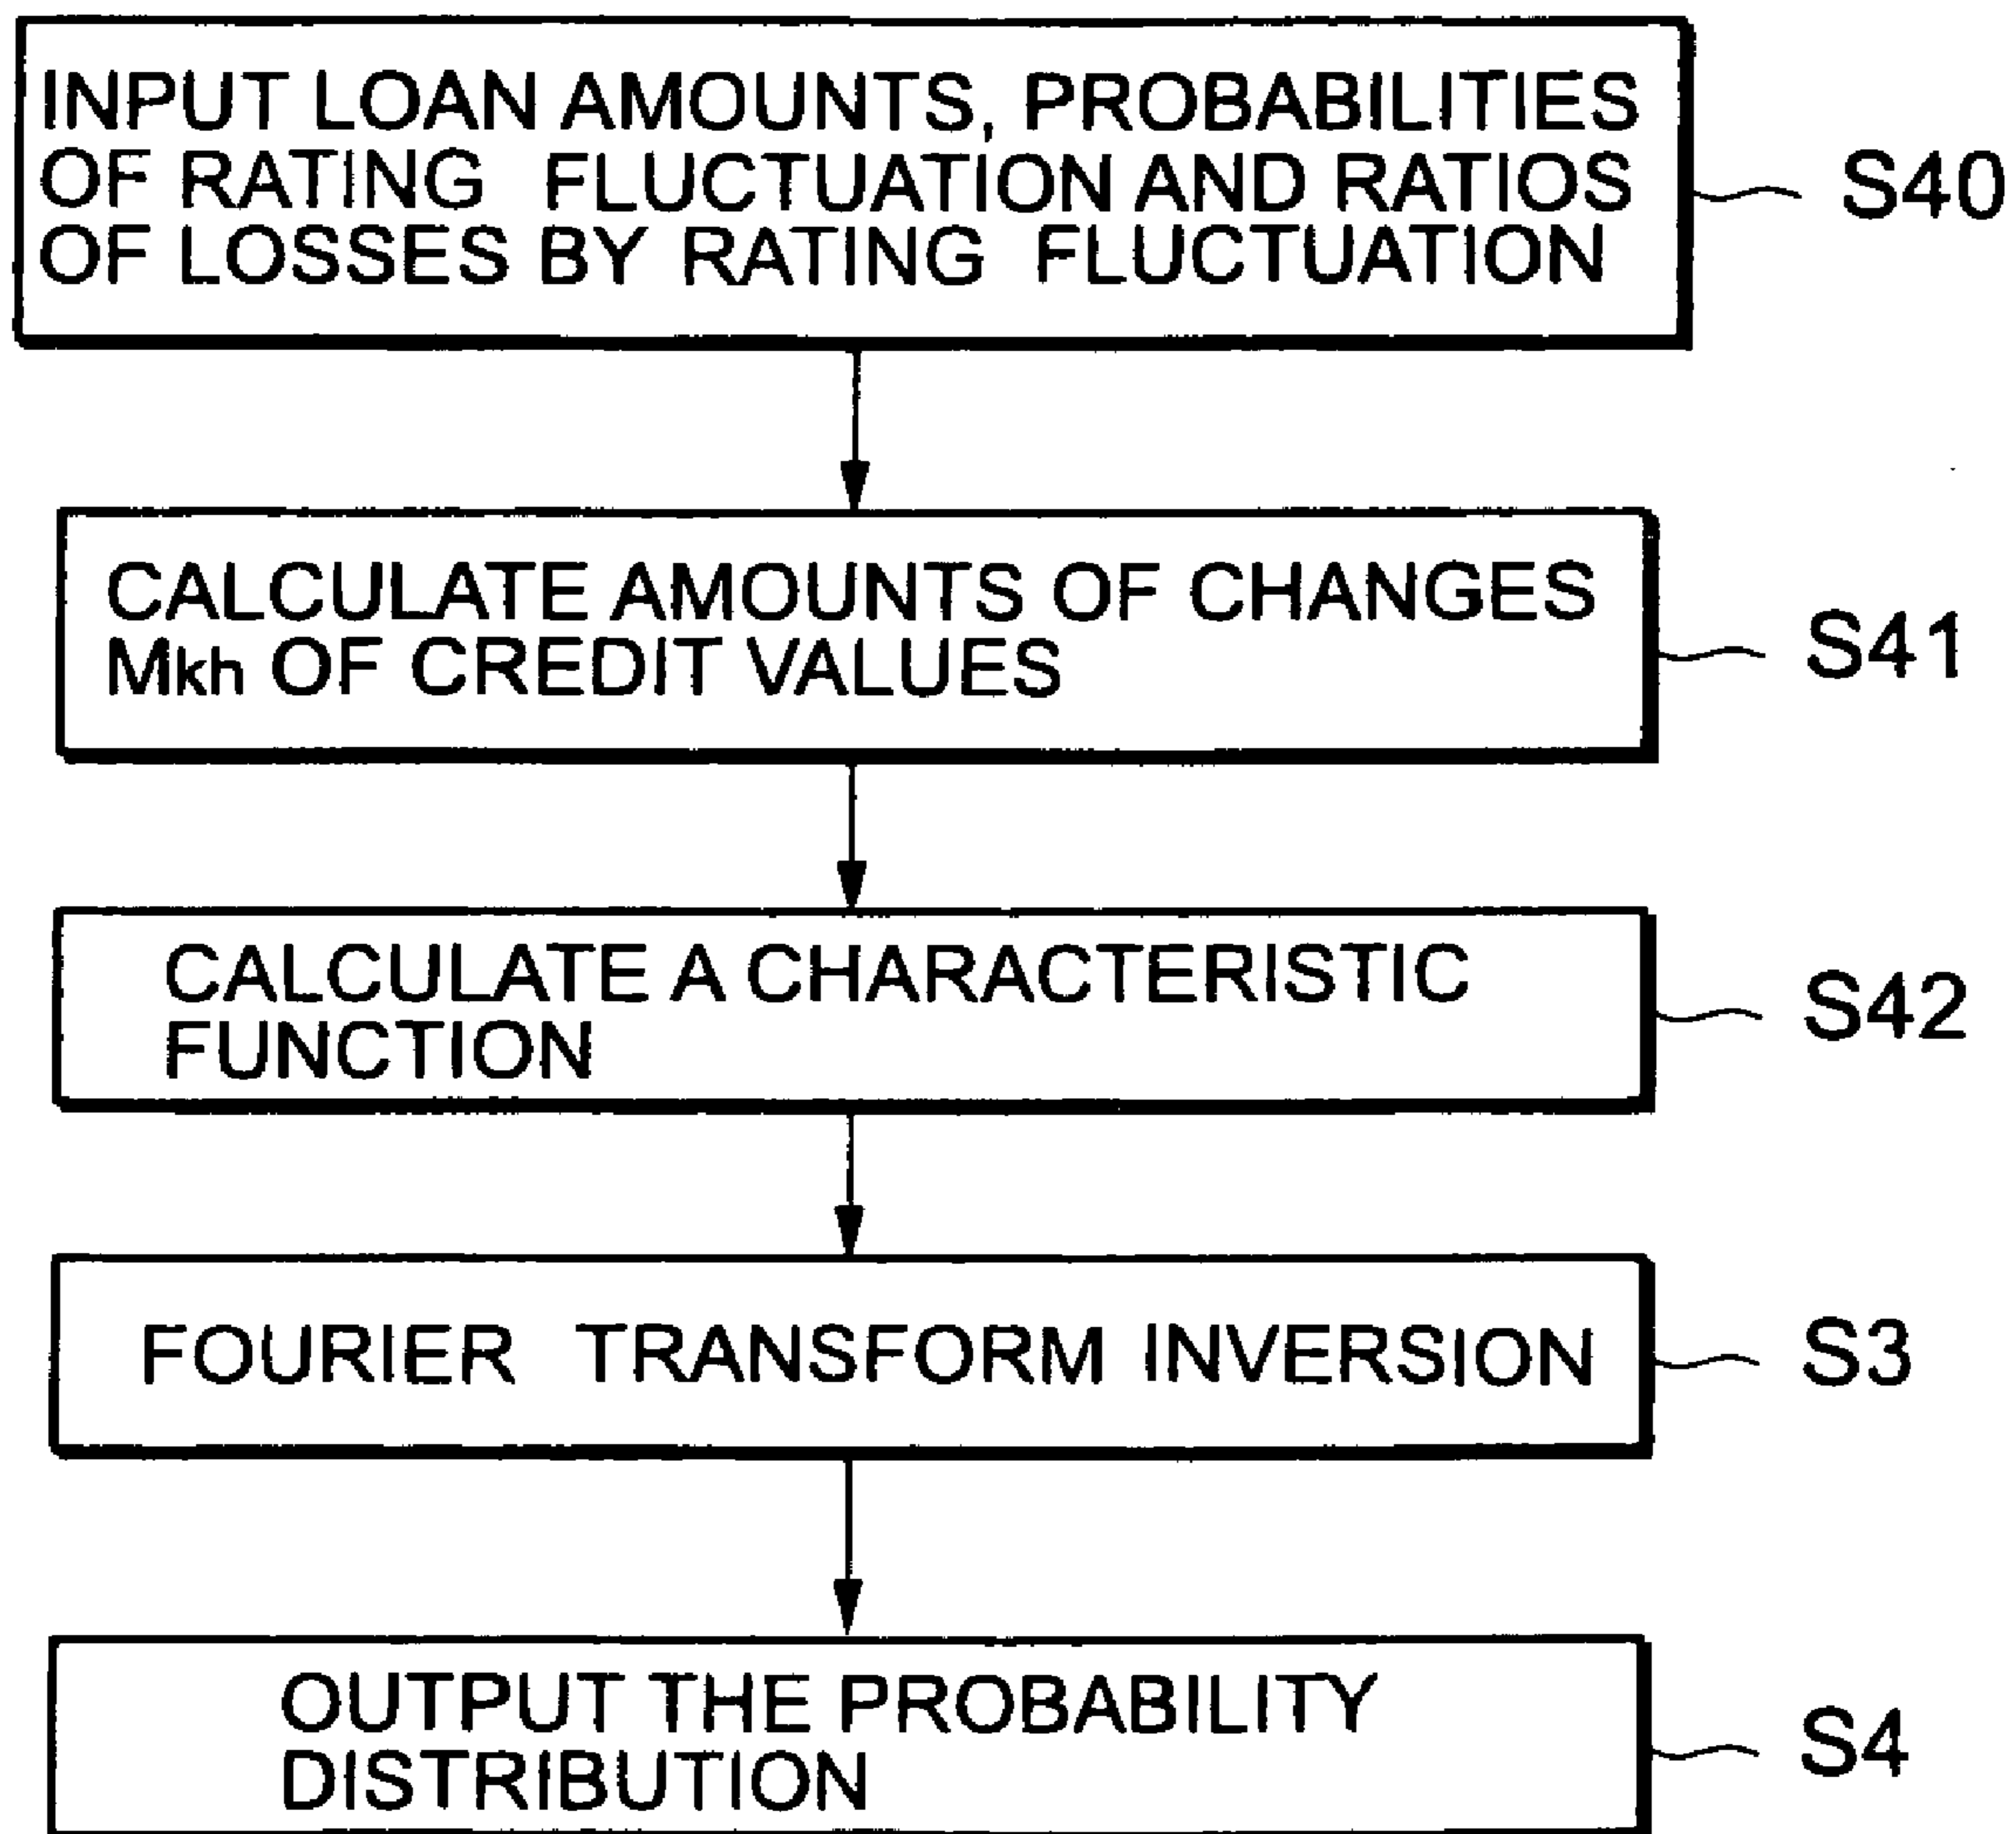 INPUT LOAN AMOUNTS, PROBABILITIES
OF RATING FLUCTUATION AND RATIOS
OF LOSSES BY RATING FLUCTUATION
S40
CALCULATE AMOUNTS OF CHANGES
Mkh OF CREDIT VALUES
S41
CALCULATE A CHARACTERISTIC
FUNCTION
S42
FOURIER TRANSFORM INVERSION
S3
OUTPUT THE PROBABILITY
DISTRIBUTION
S4